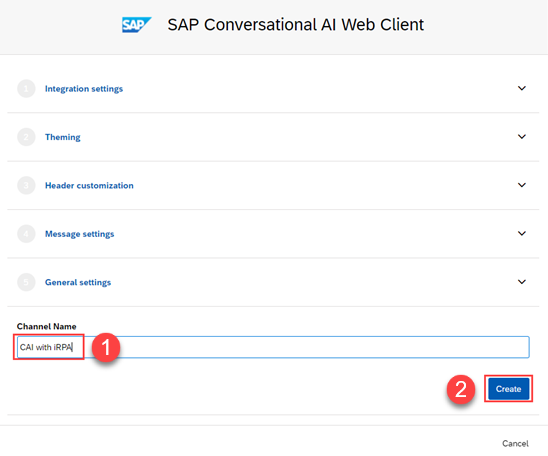 SAP SAP Conversational AI Web Client
1 Integration settings
2 Theming
3 Header customization
4 Message settings
5 General settings
Channel Name
CAI with iRPA 1
2 Create
Cancel